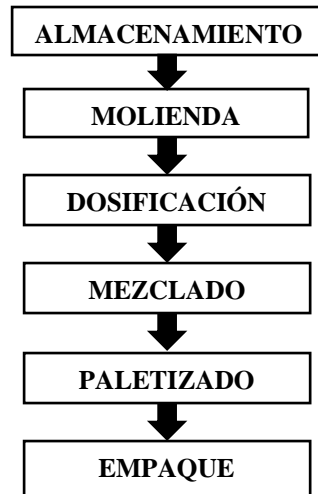 ALMACENAMIENTO
MOLIENDA
DOSIFICACIÓN
MEZCLADO
PALETIZADO
EMPAQUE